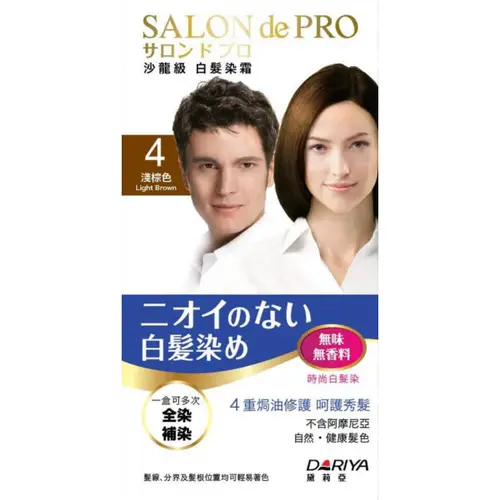 SALON de PRO
サロンド プロ
沙龍級 白髮染霜
4
淺棕色
Light Brown
ニオイのない
白髪染め
無味
無香料
時尚白髮染
一盒可多次
全染
補染
4重焗油修護 呵護秀髮
不含阿摩尼亞
自然・健康髮色
髮線、分界及髮根位置均可輕易著色
DARIYA
黛莉亞